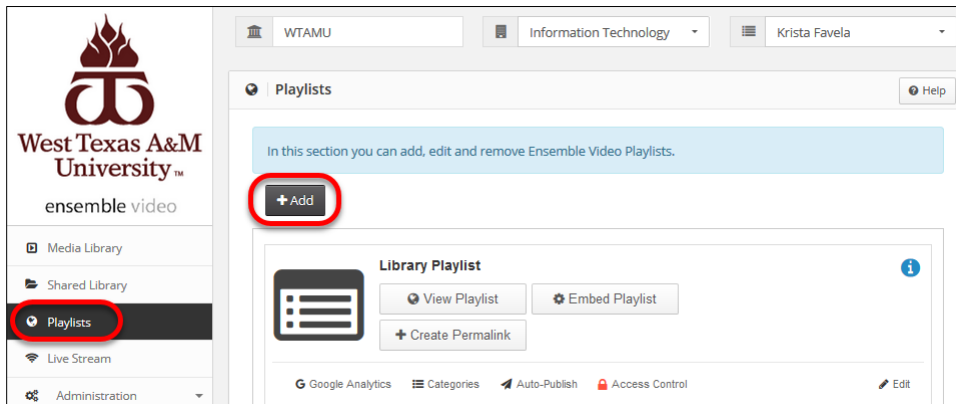 WTAMU
Information Technology
Krista Favela
West Texas A&M
University™
ensemble video
Media Library
Shared Library
Playlists
Live Stream
Administration
Playlists
Help
In this section you can add, edit and remove Ensemble Video Playlists.
+Add
Library Playlist
View Playlist
Embed Playlist
+ Create Permalink
G Google Analytics
Categories
Auto-Publish
Access Control
Edit